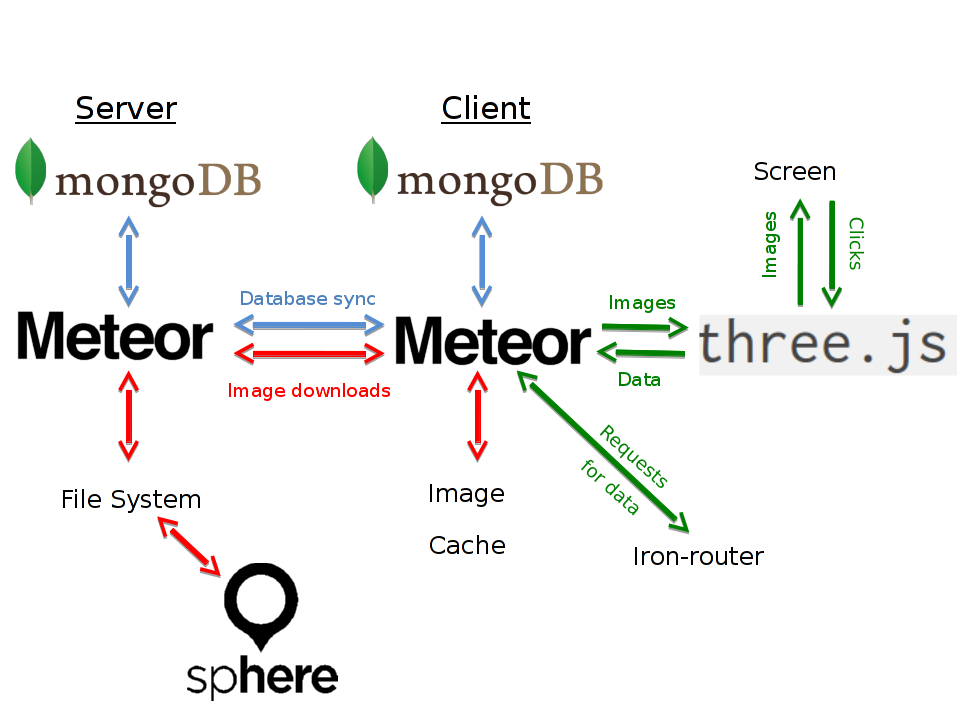 Server
Client
mongoDB
mongoDB
Screen
Images
Clicks
Database sync
Images
Meteor
Meteor
three.js
Image downloads
Data
Requests
for data
File System
Image
Cache
Iron-router
sphere